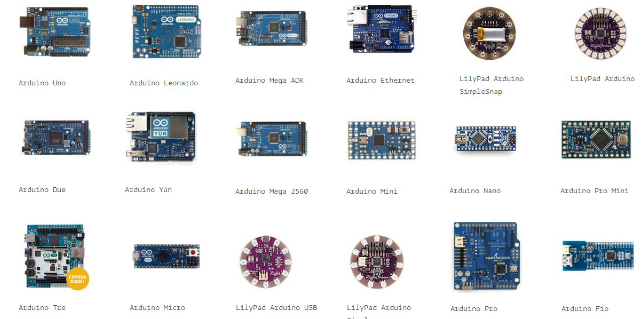 Arduino Uno
Arduino Leonardo
Arduino Mega ADK
Arduino Ethernet
LilyPad Arduino
SimpleSnap
LilyPad Arduino
Arduino Due
Arduino Yún
Arduino Mega 2560
Arduino Mini
Arduino Nano
Arduino Pro Mini
COMING
SOON!
Arduino Tre
Arduino Micro
LilyPad Arduino USB
LilyPad Arduino
Arduino Pro
Arduino Fio